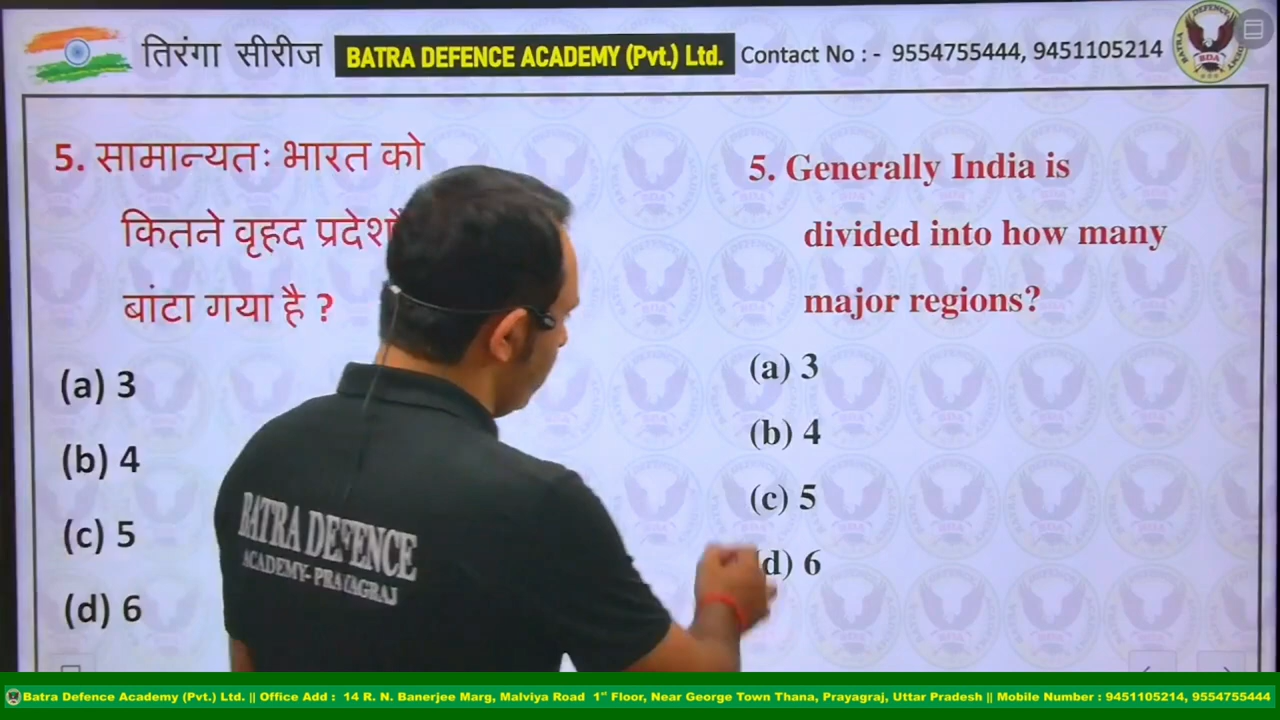 तिरंगा सीरीज BATRA DEFENCE ACADEMY (Pvt.) Ltd. Contact No : - 9554755444, 9451105214
5. सामान्यतः भारत को
कितने वृहद
बांटा गया है ?
(a) 3
(b) 4
(c) 5
(d) 6
5. Generally India is
divided into how many
major regions?
(a) 3
(b) 4
(c) 5
(d) 6
BATRA DEFENCE
ACADEMY- PRAYAGRAJ
Batra Defence Academy (Pvt.) Ltd. || Office Add : 14 R. N. Banerjee Marg, Malviya Road 1st Floor, Near George Town Thana, Prayagraj, Uttar Pradesh || Mobile Number : 9451105214, 9554755444